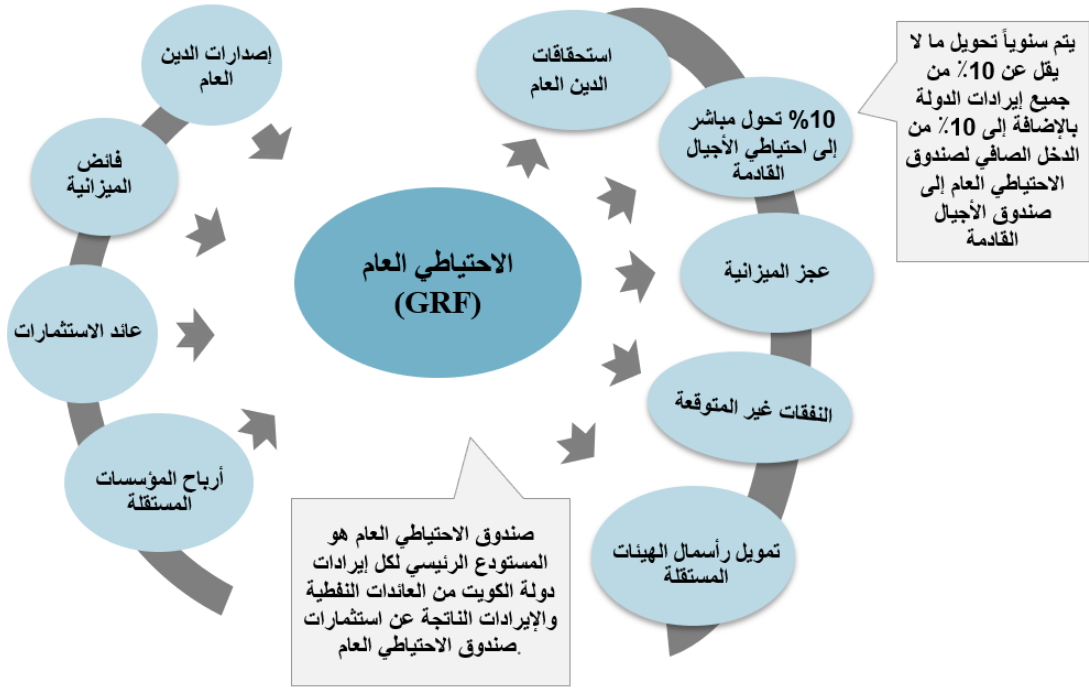 إصدارات الدين
العام
فائض
الميزانية
عائد الاستثمارات
أرباح المؤسسات
المستقلة
الاحتياطي العام
(GRF)
صندوق الاحتياطي العام هو
المستودع الرئيسي لكل إيرادات
دولة الكويت من العائدات النفطية
والإيرادات الناتجة عن استثمارات
صندوق الاحتياطي العام.
استحقاقات
الدين العام
10% تحول مباشر
إلى احتياطي الأجيال
القادمة
عجز الميزانية
النفقات غير المتوقعة
تمويل رأسمال الهيئات
المستقلة
يتم سنوياً تحويل ما لا
يقل عن 10٪ من
جميع إيرادات الدولة
بالإضافة إلى 10٪ من
الدخل الصافي لصندوق
الاحتياطي العام إلى
صندوق الأجيال
القادمة